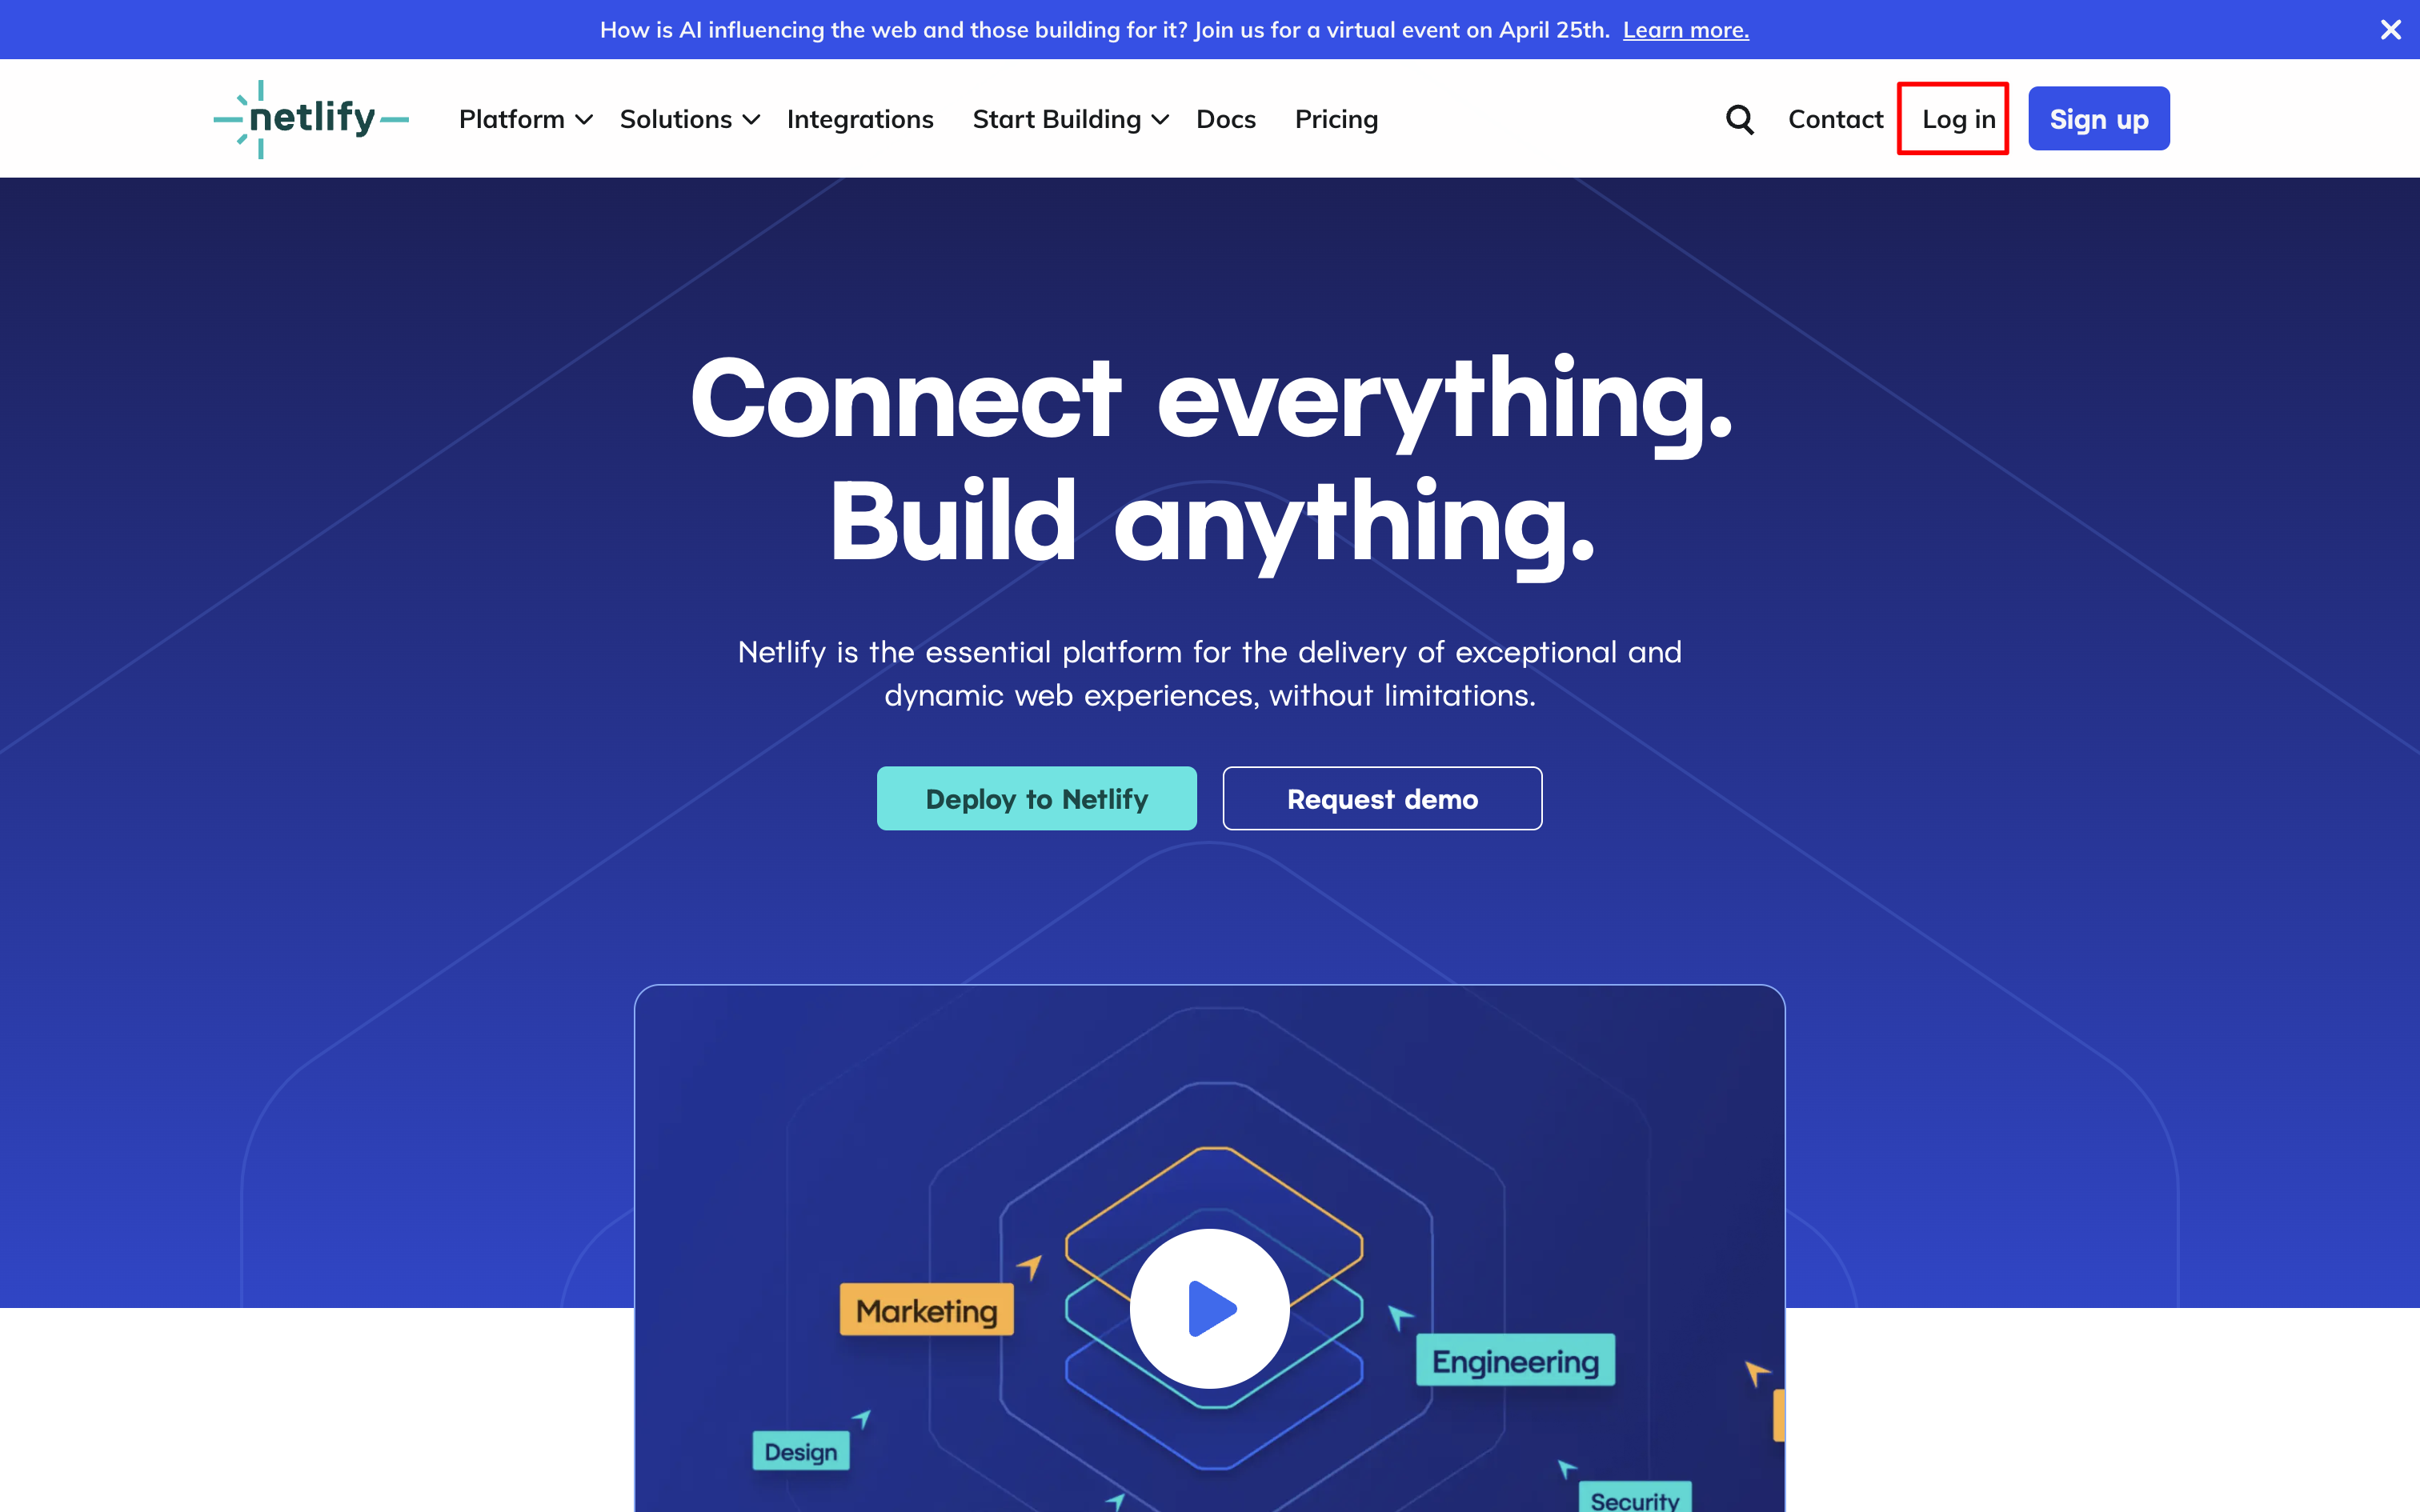 How is AI influencing the web and those building for it? Join us for a virtual event on April 25th. Learn more.
netlify
Platform Solutions Integrations Start Building Docs Pricing Contact Log in Sign up
Connect everything.
Build anything.
Netlify is the essential platform for the delivery of exceptional and
dynamic web experiences, without limitations.
Deploy to Netlify Request demo
Marketing
Engineering
Design
Security